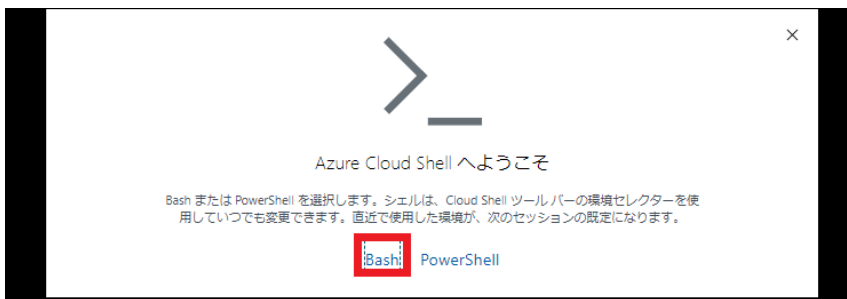 Azure Cloud Shell へようこそ
Bash または PowerShell を選択します。シェルは、Cloud Shell ツール バーの環境セレクターを使
用していつでも変更できます。直近で使用した環境が、次のセッションの既定になります。
Bash PowerShell